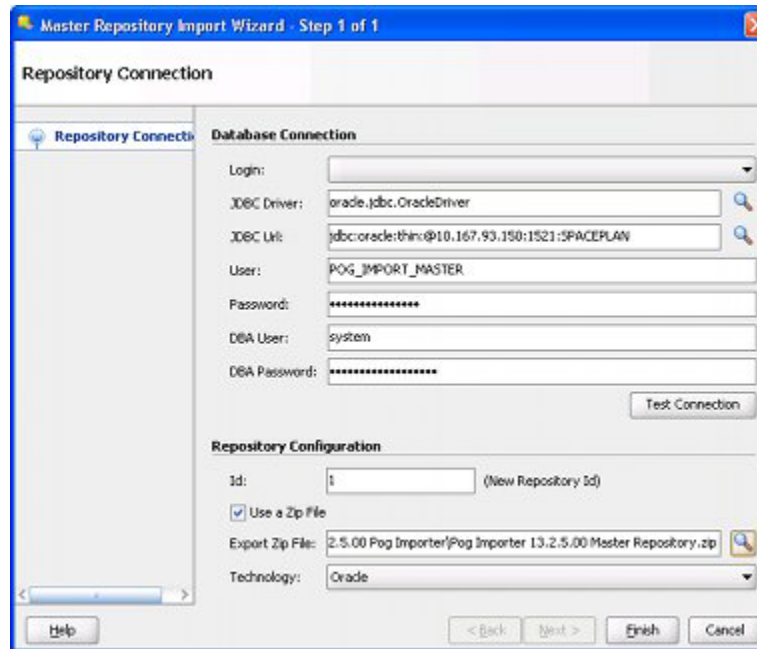 Master Repository Import Wizard - Step 1 of 1
Repository Connection
Repository Connecti
Database Connection
Login:
JDBC Driver: oracle.jdbc.OracleDriver
JDBC Url: jdbc:oracle:thin:@10.167.93.150:1521:SPACEPLAN
User: POG_IMPORT_MASTER
Password: •••••••••••••••
DBA User: system
DBA Password: ••••••••••••••••••
Test Connection
Repository Configuration
Id: 1 (New Repository Id)
Use a Zip File
Export Zip File: 2.5.00 Pog Importer\Pog Importer 13.2.5.00 Master Repository.zip
Technology: Oracle
Help < Back Next > Finish Cancel